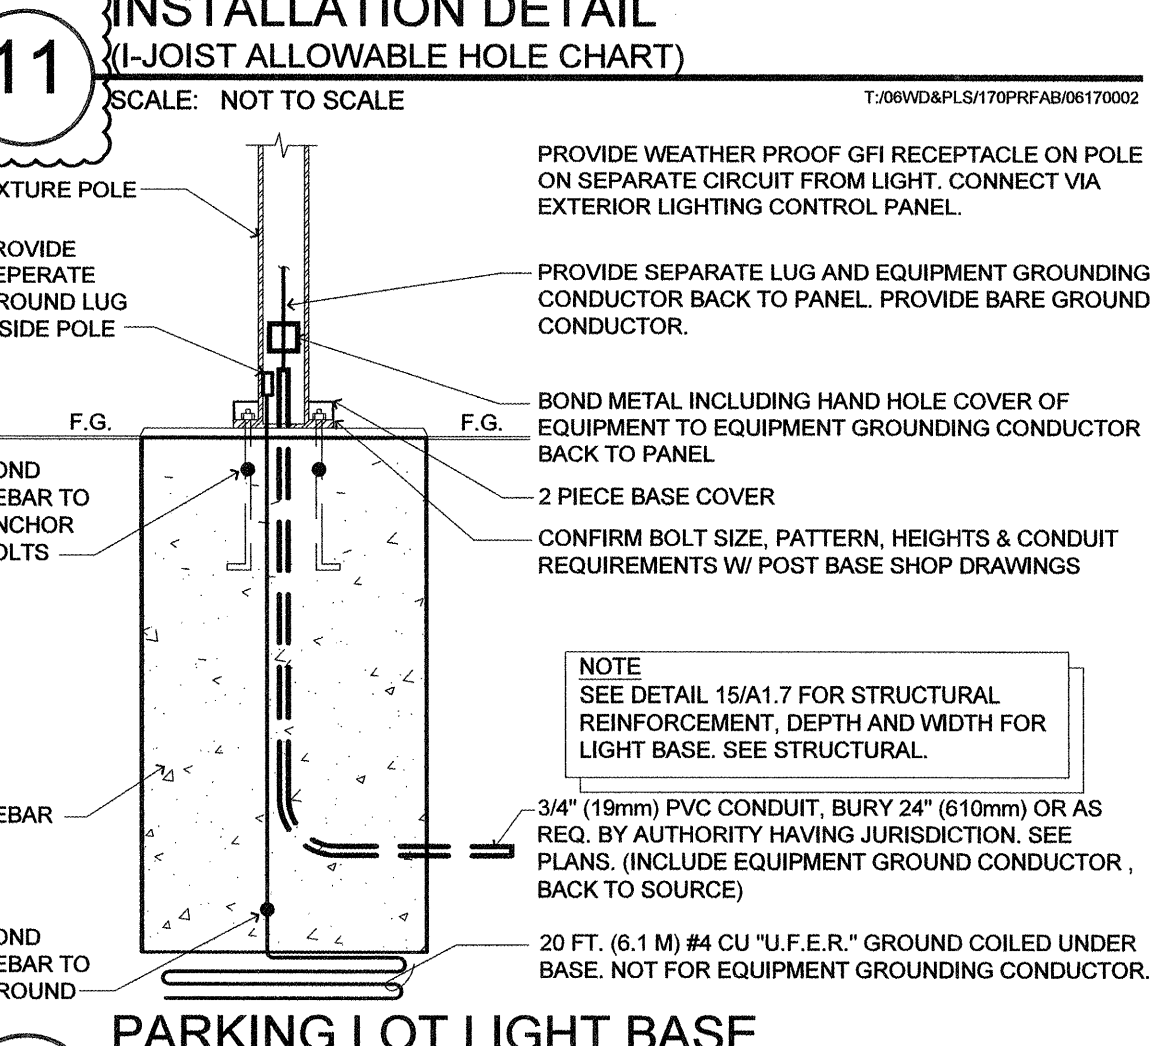 INSTALLATION DETAIL
11
(I-JOIST ALLOWABLE HOLE CHART)
SCALE: NOT TO SCALE
T:/06WD&PLS/170PRFAB/06170002
PROVIDE WEATHER PROOF GFI RECEPTACLE ON POLE
ON SEPARATE CIRCUIT FROM LIGHT. CONNECT VIA
EXTERIOR LIGHTING CONTROL PANEL.
XTURE POLE
ROVIDE
EPERATE
ROUND LUG
SIDE POLE
PROVIDE SEPARATE LUG AND EQUIPMENT GROUNDING
CONDUCTOR BACK TO PANEL. PROVIDE BARE GROUND
CONDUCTOR.
BOND METAL INCLUDING HAND HOLE COVER OF
EQUIPMENT TO EQUIPMENT GROUNDING CONDUCTOR
BACK TO PANEL
F.G.
F.G.
OND
EBAR TO
NCHOR
OLTS
2 PIECE BASE COVER
CONFIRM BOLT SIZE, PATTERN, HEIGHTS & CONDUIT
REQUIREMENTS W/ POST BASE SHOP DRAWINGS
NOTE
SEE DETAIL 15/A1.7 FOR STRUCTURAL
REINFORCEMENT, DEPTH AND WIDTH FOR
LIGHT BASE. SEE STRUCTURAL.
EBAR
3/4" (19mm) PVC CONDUIT, BURY 24" (610mm) OR AS
REQ. BY AUTHORITY HAVING JURISDICTION. SEE
PLANS. (INCLUDE EQUIPMENT GROUND CONDUCTOR ,
BACK TO SOURCE)
OND
EBAR TO
ROUND
20 FT. (6.1 M) #4 CU "U.F.E.R." GROUND COILED UNDER
BASE. NOT FOR EQUIPMENT GROUNDING CONDUCTOR.
PARKING LOT LIGHT BASE